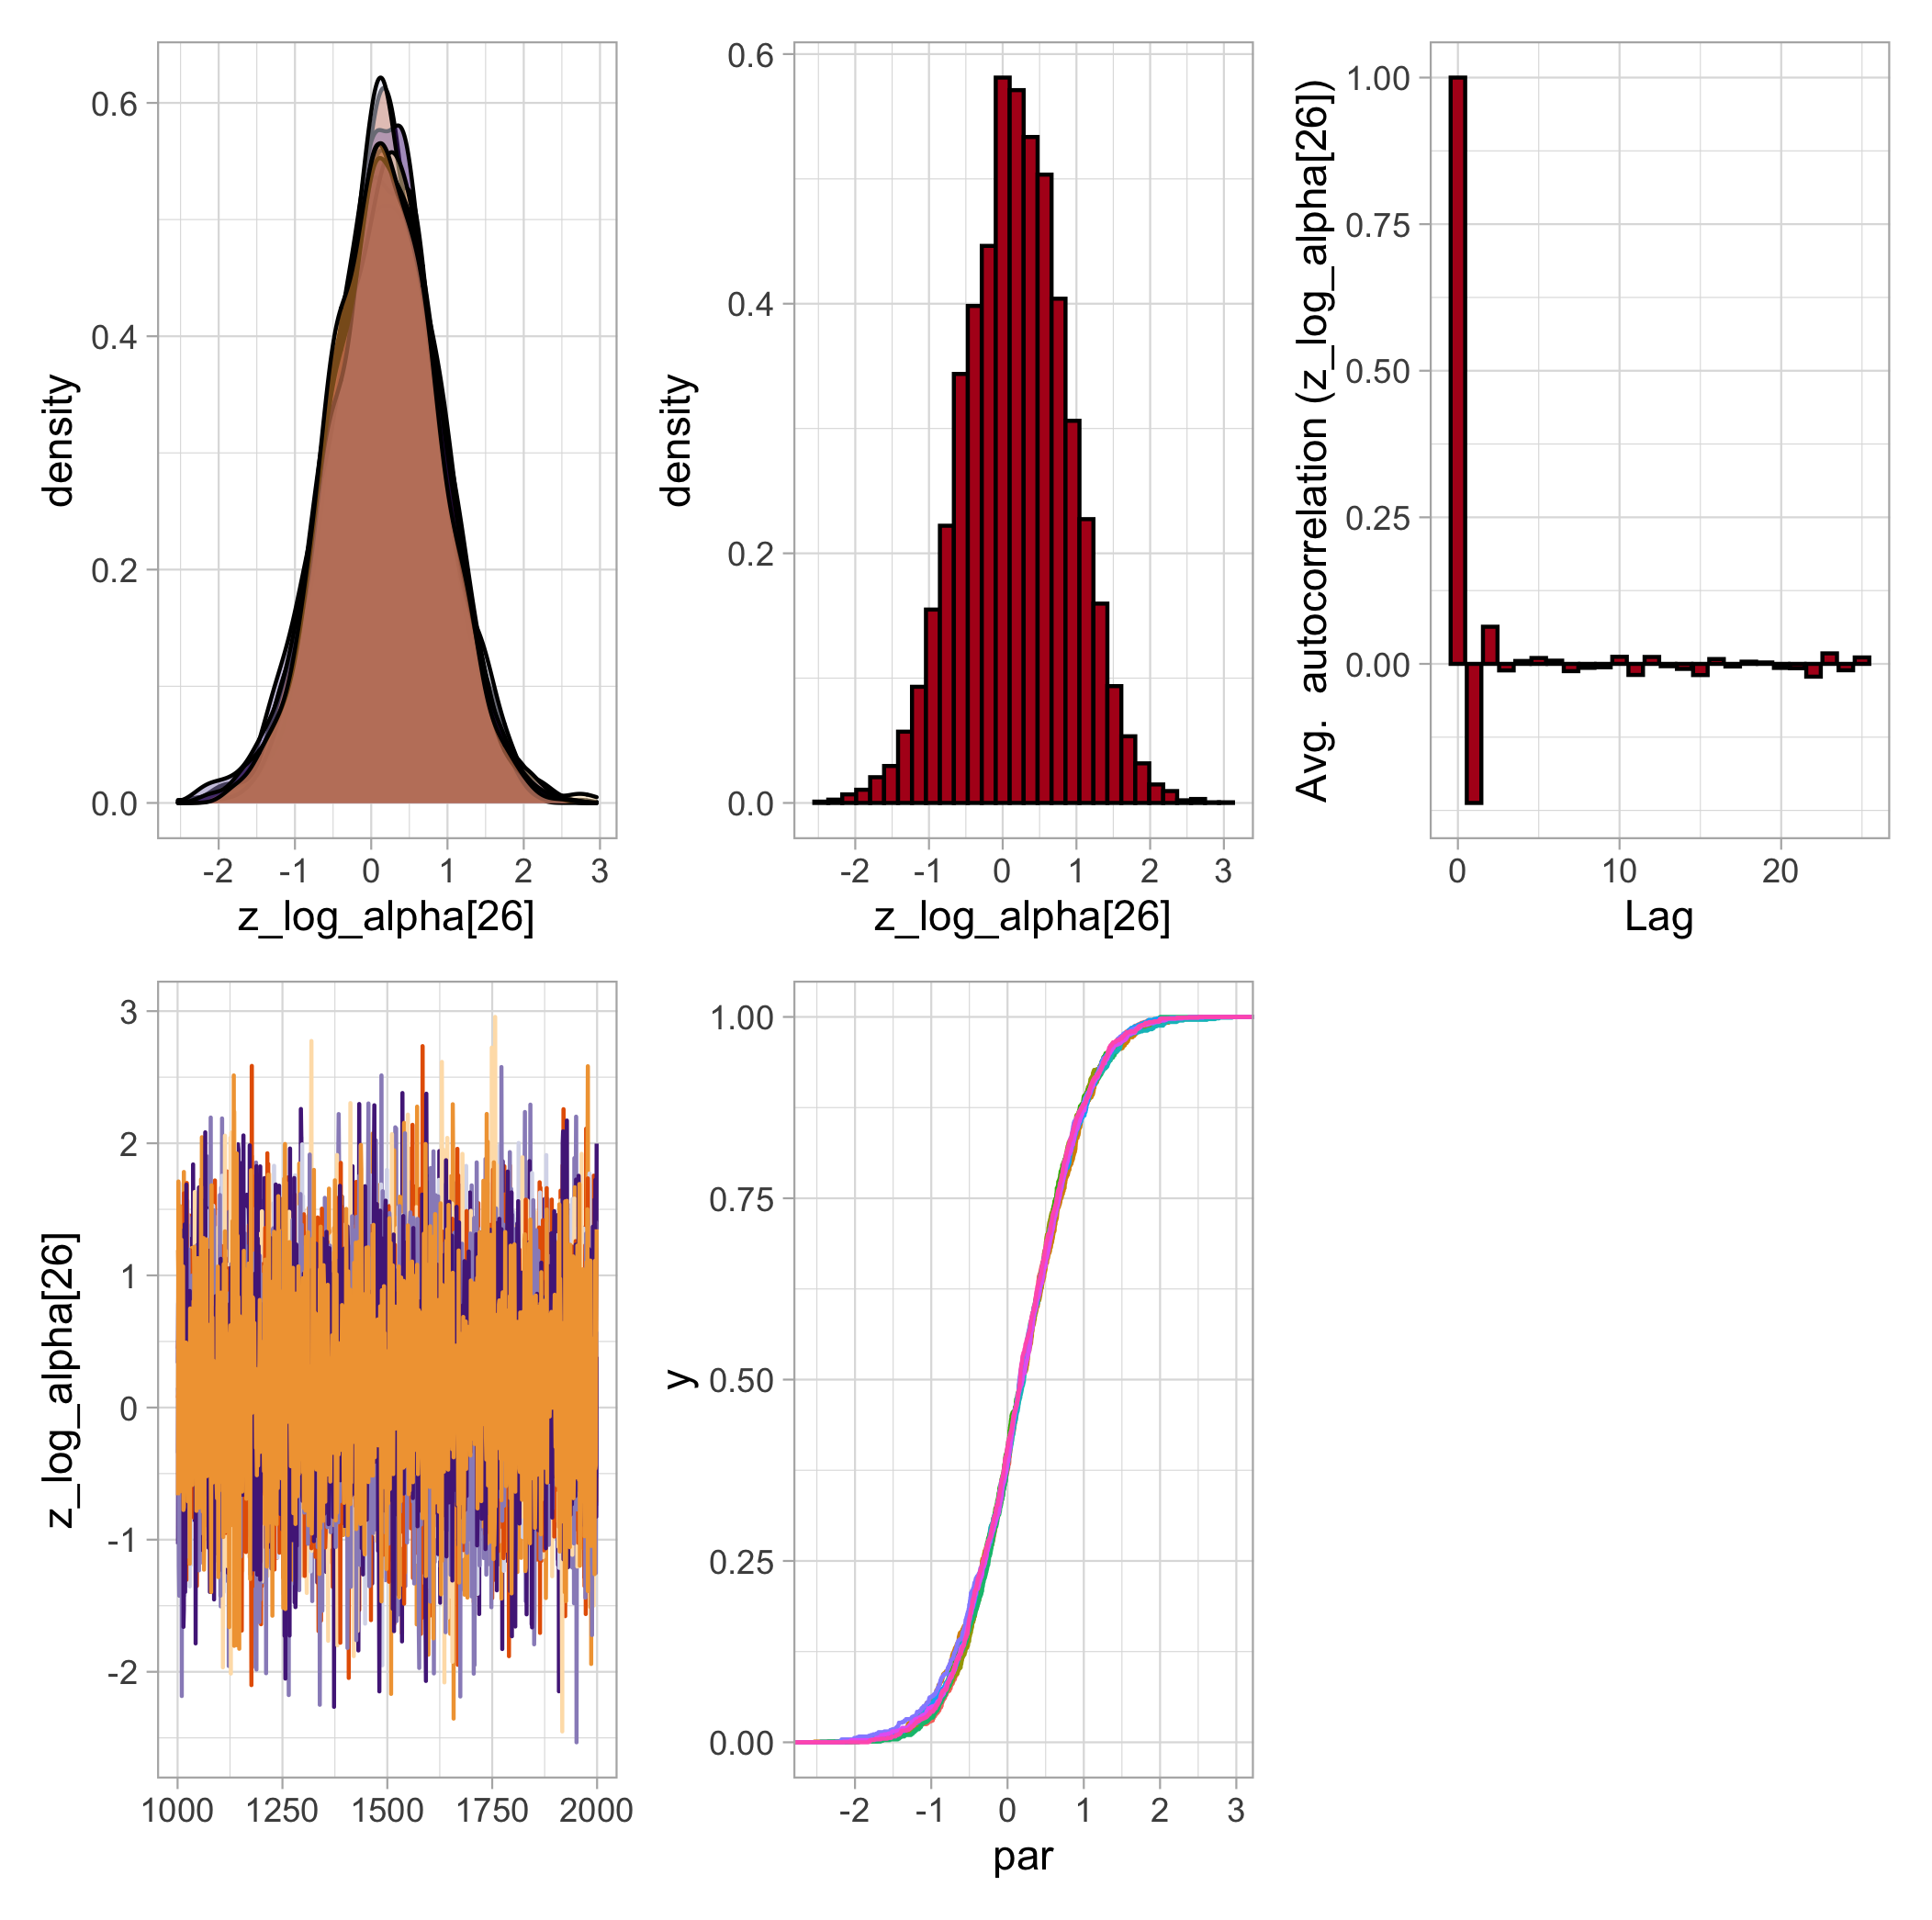 density
0.6
0.4
0.2
0.0
-2 -1 0 1 2 3
z_log_alpha[26]
density
0.6
0.4
0.2
0.0
-2 -1 0 1 2 3
z_log_alpha[26]
Avg. autocorrelation (z_log_alpha[26])
1.00
0.75
0.50
0.25
0.00
0 10 20
Lag
z_log_alpha[26]
3
2
1
0
-1
-2
1000 1250 1500 1750 2000
y
1.00
0.75
0.50
0.25
0.00
-2 -1 0 1 2 3
par